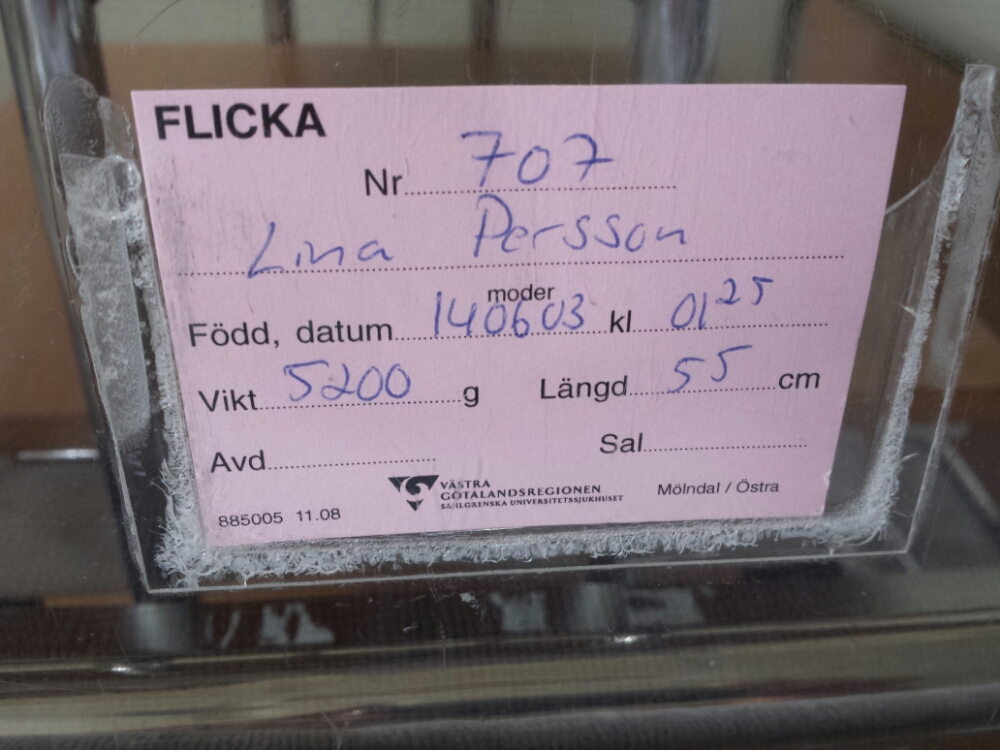 FLICKA
Nr 707
Lina Persson
moder
Född, datum 140603 kl 01 25
Vikt 5200 g Längd 55 cm
Avd Sal
VÄSTRA
GÖTALANDSREGIONEN
SAHLGRENSKA UNIVERSITETSSJUKHUSET
Mölndal / Östra
885005 11.08